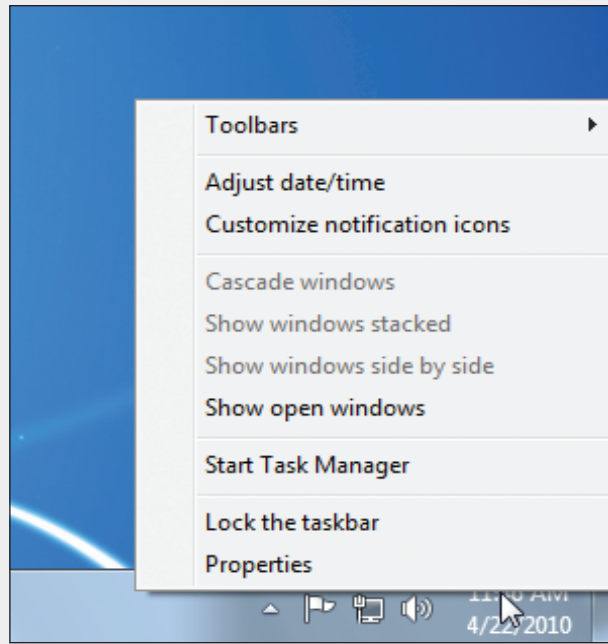 Toolbars
Adjust date/time
Customize notification icons
Cascade windows
Show windows stacked
Show windows side by side
Show open windows
Start Task Manager
Lock the taskbar
Properties
AM
4/22/2010